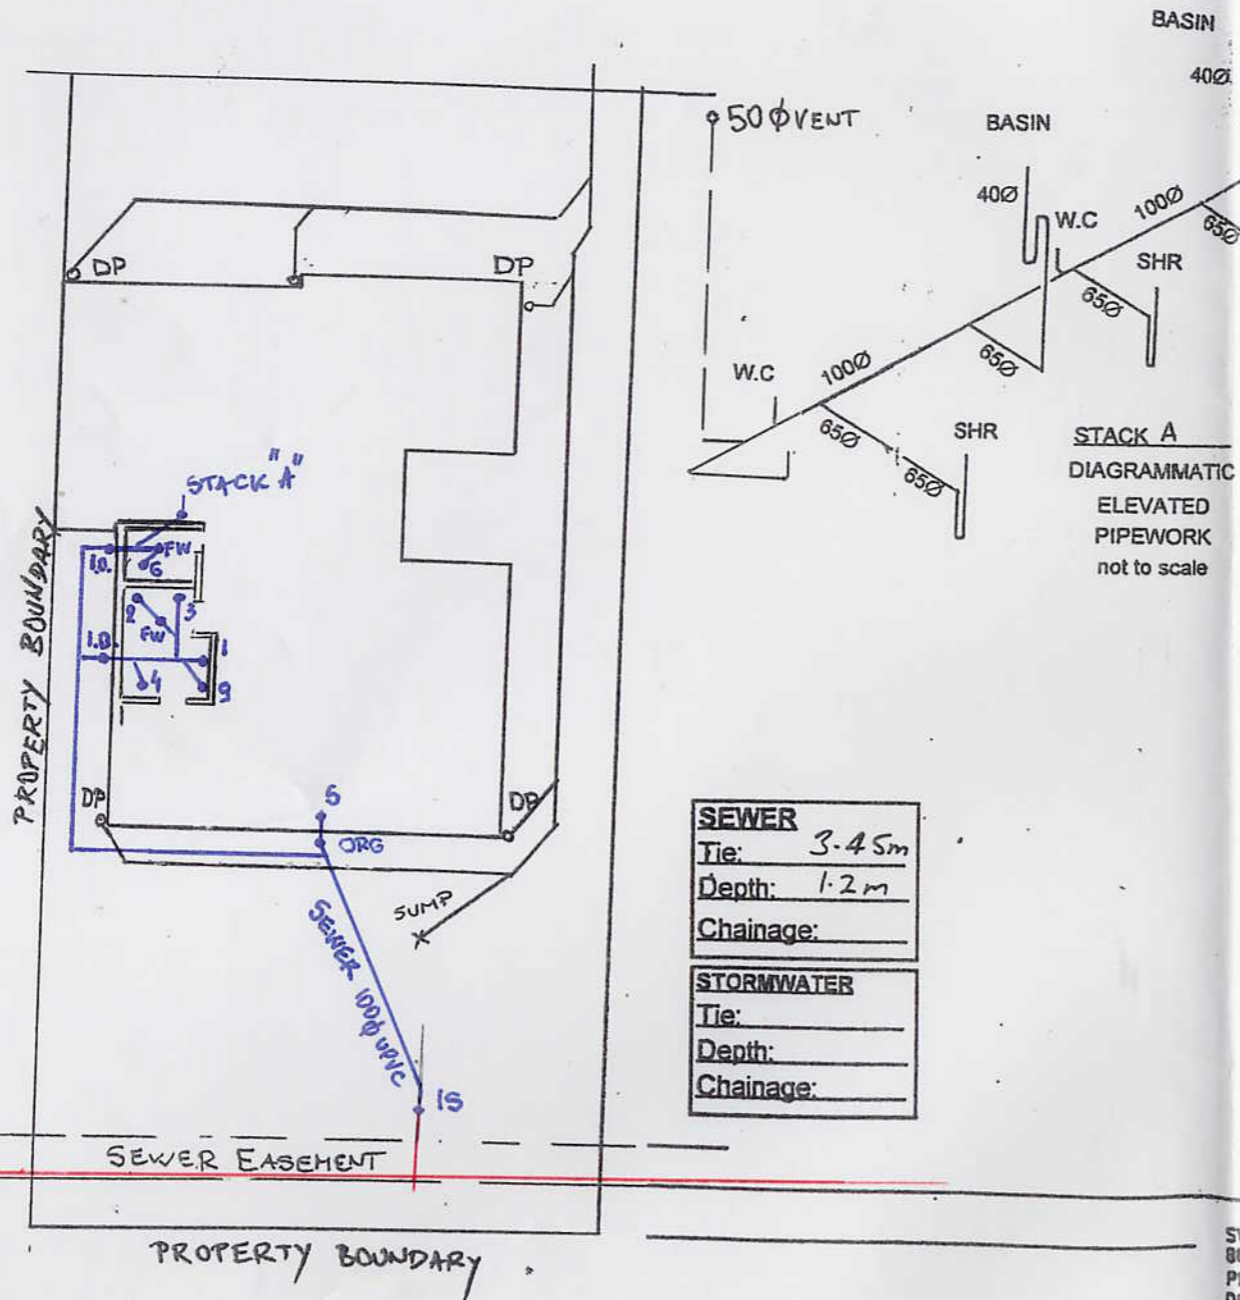 BASIN
40Ø
50ϕ VENT
BASIN
40Ø
W.C
100Ø
65Ø
SHR
65Ø
DP
DP
65Ø
W.C
100Ø
65Ø
65Ø
SHR
STACK A
DIAGRAMMATIC
ELEVATED
PIPEWORK
not to scale
STACK "A"
FW
I.O.
6
2
3
FW
1
4
9
PROPERTY BOUNDARY
DP
DP
S
ORG
SUMP
SEWER 100ϕ UPVC
IS
SEWER
Tie: 3.45m
Depth: 1.2m
Chainage:
STORMWATER
Tie:
Depth:
Chainage:
SEWER EASEMENT
PROPERTY BOUNDARY